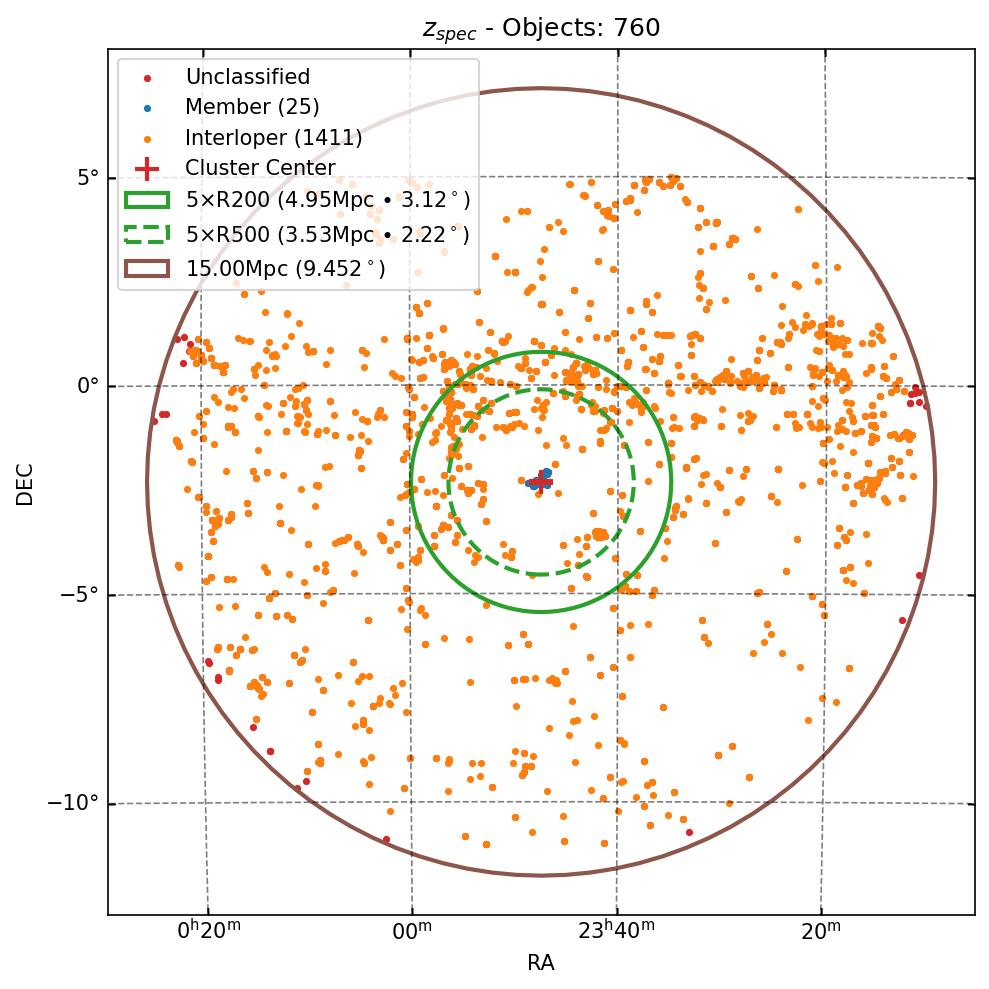 z_spec - Objects: 760
Unclassified
Member (25)
Interloper (1411)
Cluster Center
5×R200 (4.95Mpc • 3.12°)
5×R500 (3.53Mpc • 2.22°)
15.00Mpc (9.452°)
5°
0°
−5°
−10°
DEC
0h20m
00m
23h40m
20m
RA